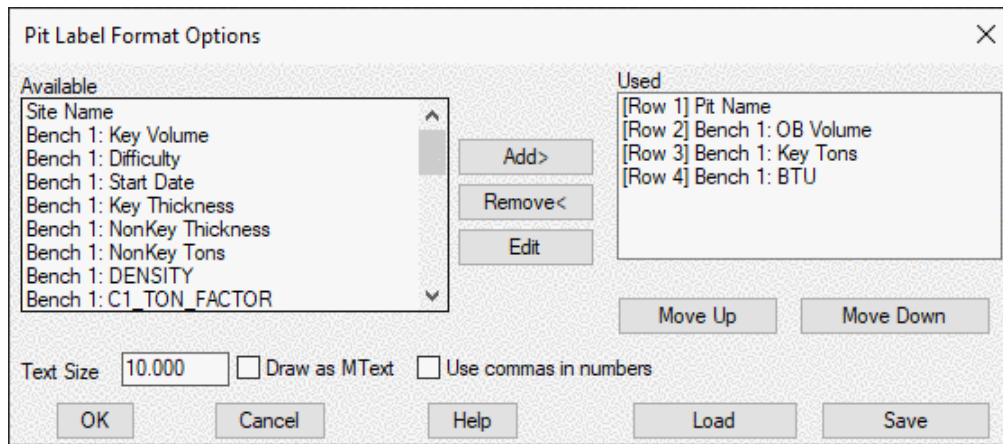 Pit Label Format Options
Available
Site Name
Bench 1: Key Volume
Bench 1: Difficulty
Bench 1: Start Date
Bench 1: Key Thickness
Bench 1: NonKey Thickness
Bench 1: NonKey Tons
Bench 1: DENSITY
Bench 1: C1_TON_FACTOR
Add>
Remove<
Edit
Used
[Row 1] Pit Name
[Row 2] Bench 1: OB Volume
[Row 3] Bench 1: Key Tons
[Row 4] Bench 1: BTU
Move Up Move Down
Text Size 10.000 Draw as MText Use commas in numbers
OK Cancel Help Load Save